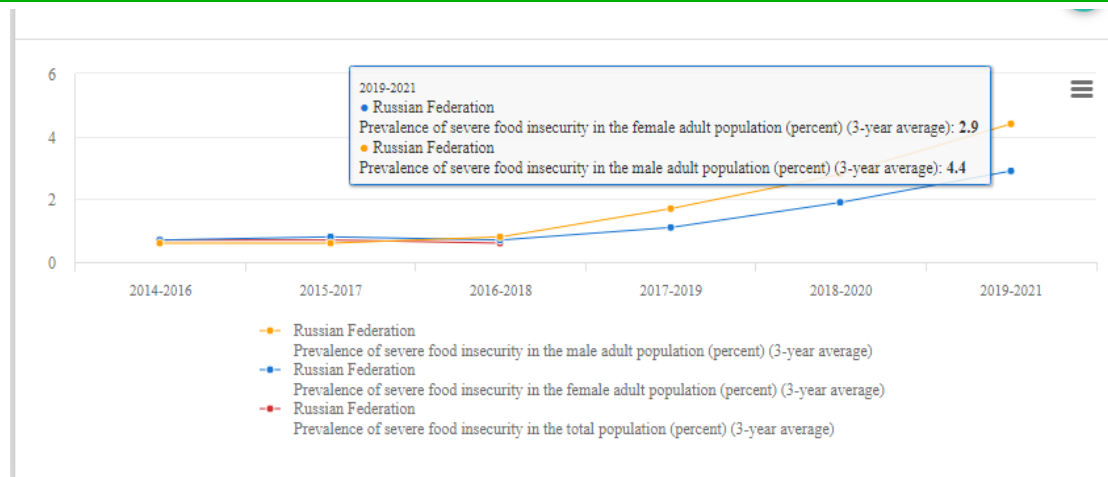 6
4
2
0
2019-2021
Russian Federation
Prevalence of severe food insecurity in the female adult population (percent) (3-year average): 2.9
Russian Federation
Prevalence of severe food insecurity in the male adult population (percent) (3-year average): 4.4
2014-2016 2015-2017 2016-2018 2017-2019 2018-2020 2019-2021
Russian Federation
Prevalence of severe food insecurity in the male adult population (percent) (3-year average)
Russian Federation
Prevalence of severe food insecurity in the female adult population (percent) (3-year average)
Russian Federation
Prevalence of severe food insecurity in the total population (percent) (3-year average)